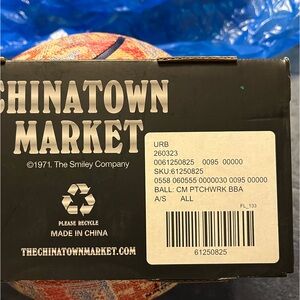 CHINATOWN
MARKET
©1971. The Smiley Company
PLEASE RECYCLE
MADE IN CHINA
THECHINATOWNMARKET.COM
URB
260323
0061250825 0095 00000
SKU:61250825
0558 060555 0000030 0095 00000
BALL: CM PTCHWRK BBA
A/S ALL
FL_133
61250825